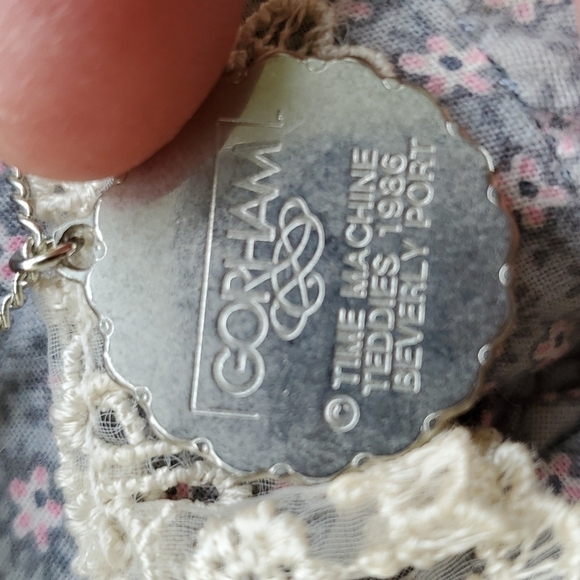 GORHAM
© TIME MACHINE
TEDDIES 1986
BEVERLY PORT